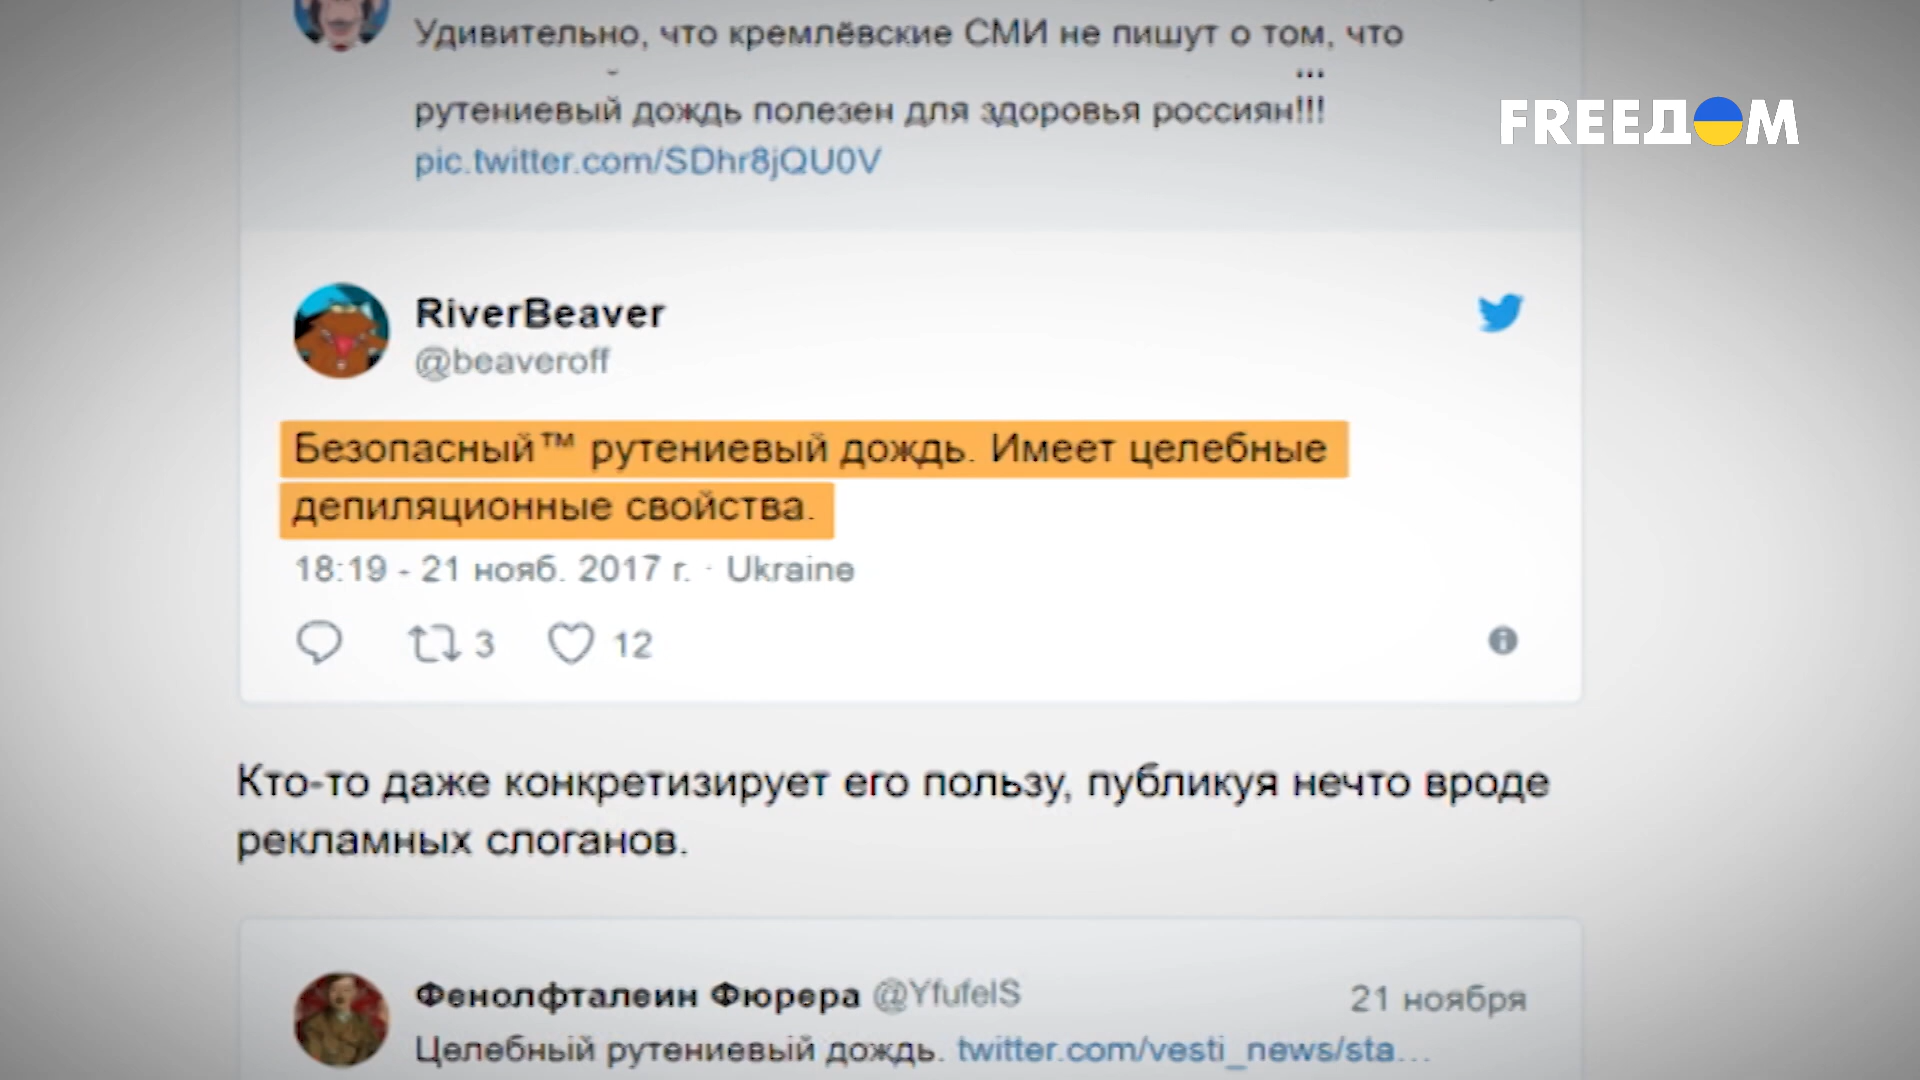 Удивительно, что кремлёвские СМИ не пишут о том, что
рутениевый дождь полезен для здоровья россиян!!!
pic.twitter.com/SDhr8jQU0V
FREEДОМ
RiverBeaver
@beaveroff
Безопасный™ рутениевый дождь. Имеет целебные
депиляционные свойства.
18:19 - 21 нояб. 2017 г. · Ukraine
3 12
Кто-то даже конкретизирует его пользу, публикуя нечто вроде
рекламных слоганов.
Фенолфталеин Фюрера @YfufelS 21 ноября
Целебный рутениевый дождь. twitter.com/vesti_news/sta…